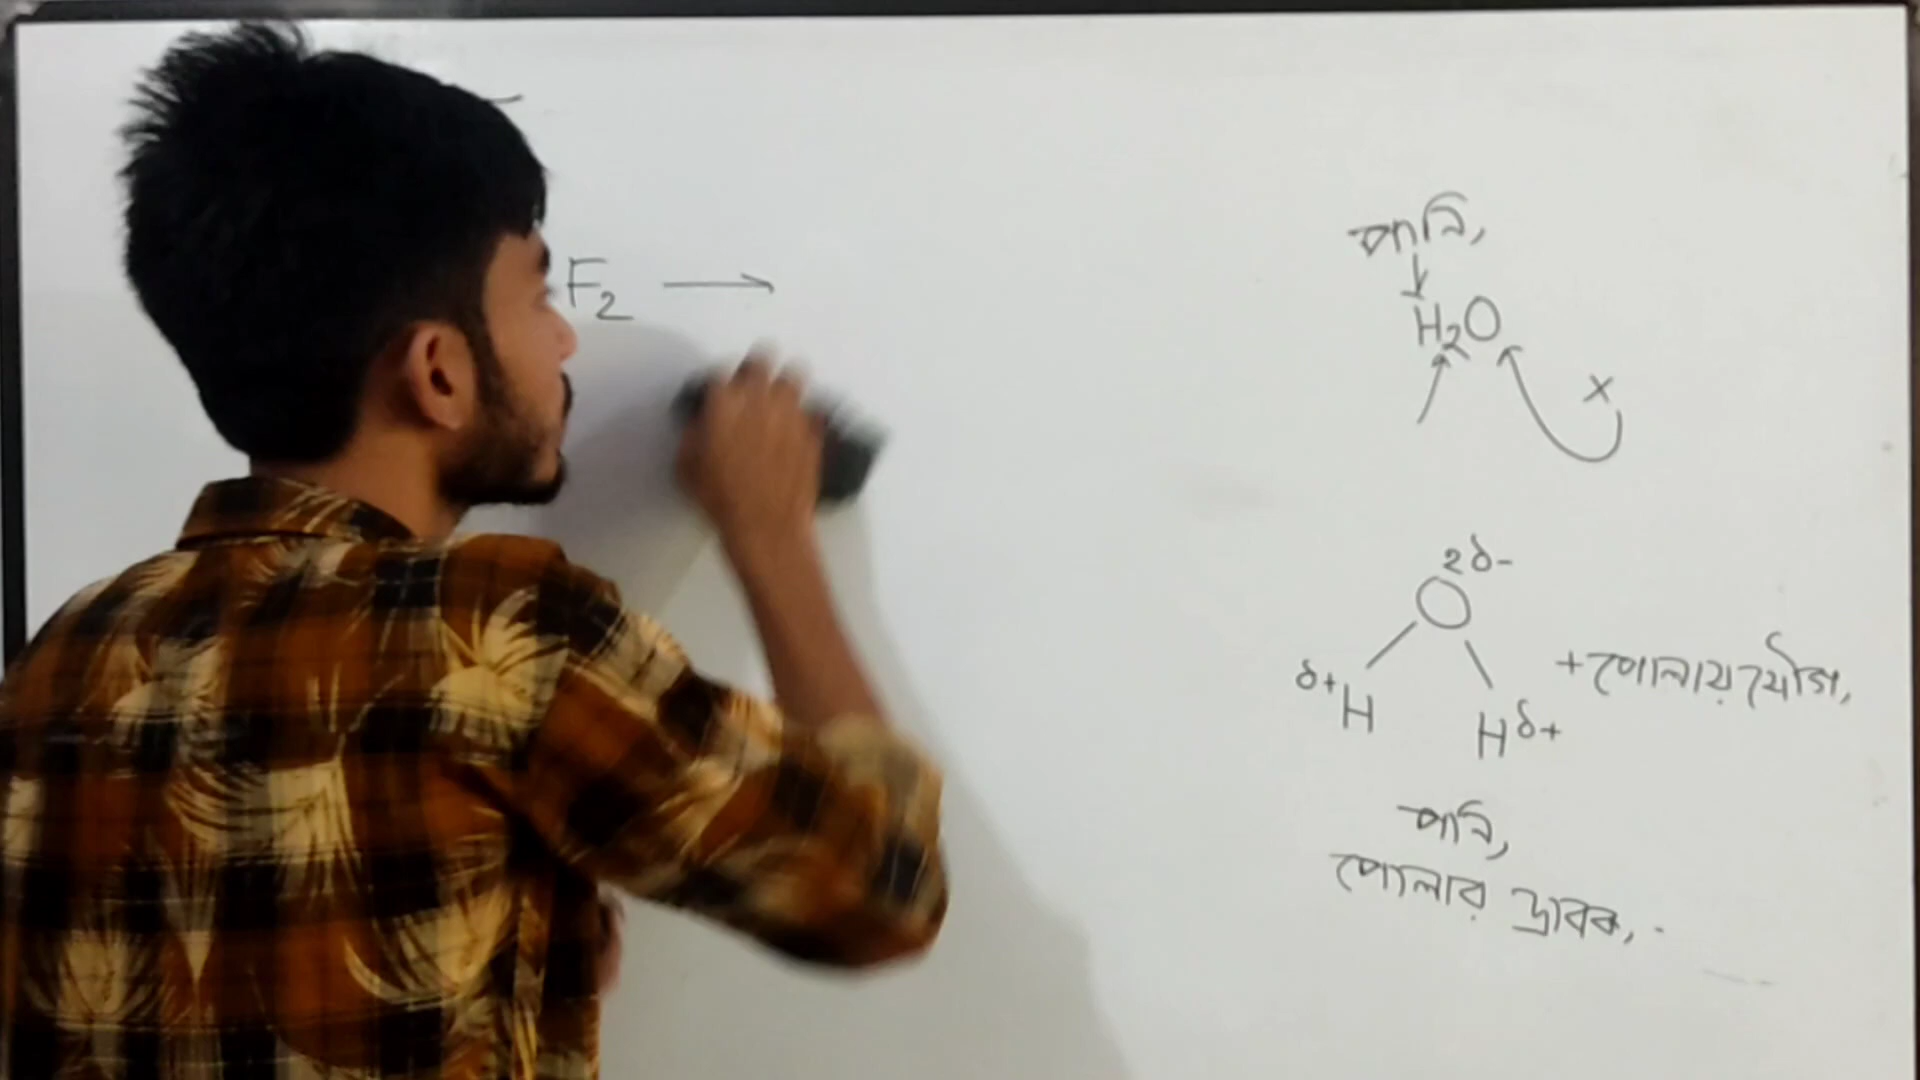 F₂ →
পানি,
↓
H₂O
x
2δ-
O
δ+H Hδ+ + পোলার যৌগ,
পানি,
পোলার দ্রাবক,